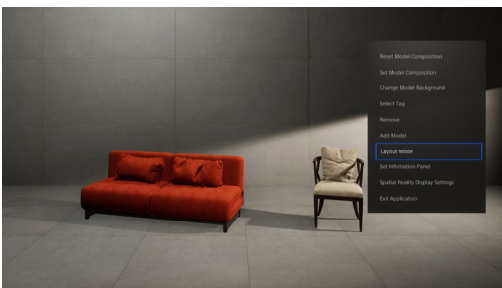 Reset Model Composition
Set Model Composition
Change Model Background
Select Tag
Remove
Add Model
Layout Mode
Set Infomation Panel
Spatial Reality Display Settings
Exit Application